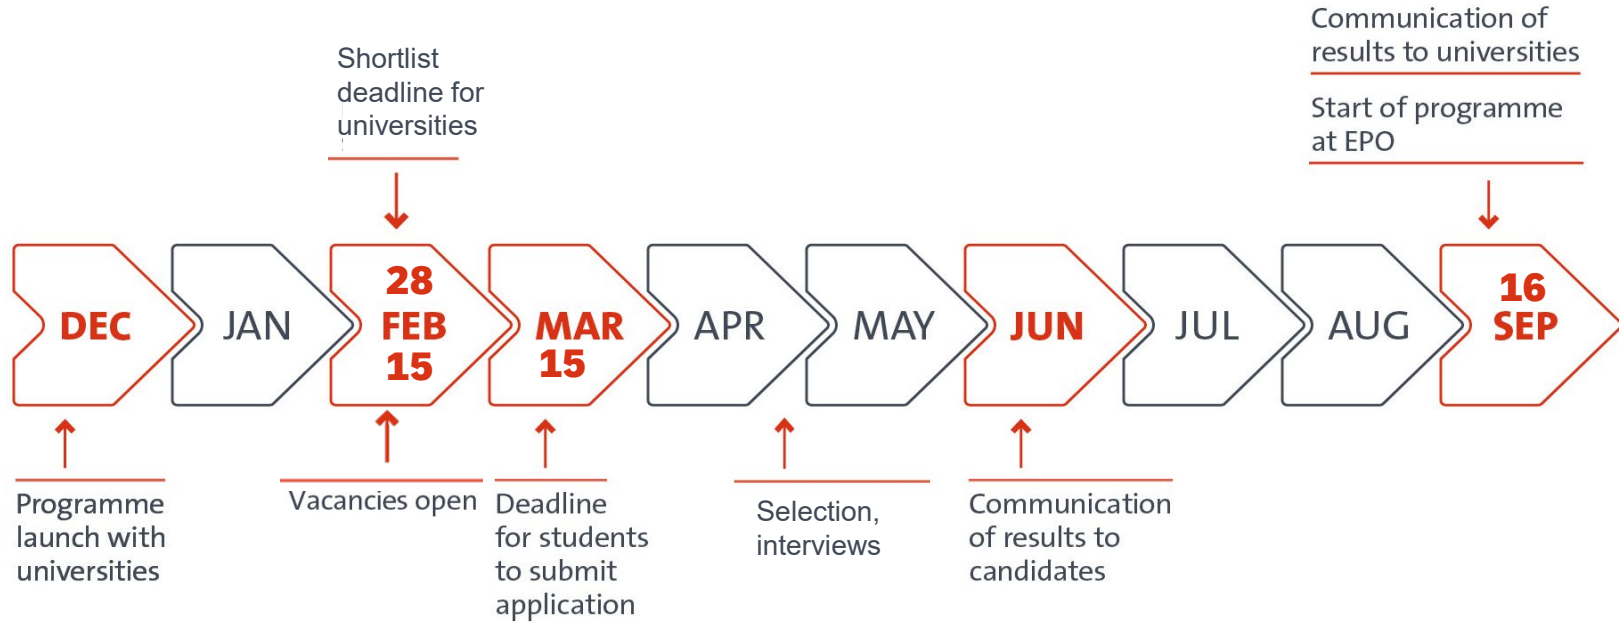 Communication of
results to universities
Start of programme
at EPO
Shortlist
deadline for
universities
DEC
JAN
28
FEB
15
MAR
15
APR
MAY
JUN
JUL
AUG
16
SEP
Programme
launch with
universities
Vacancies open
Deadline
for students
to submit
application
Selection,
interviews
Communication
of results to
candidates